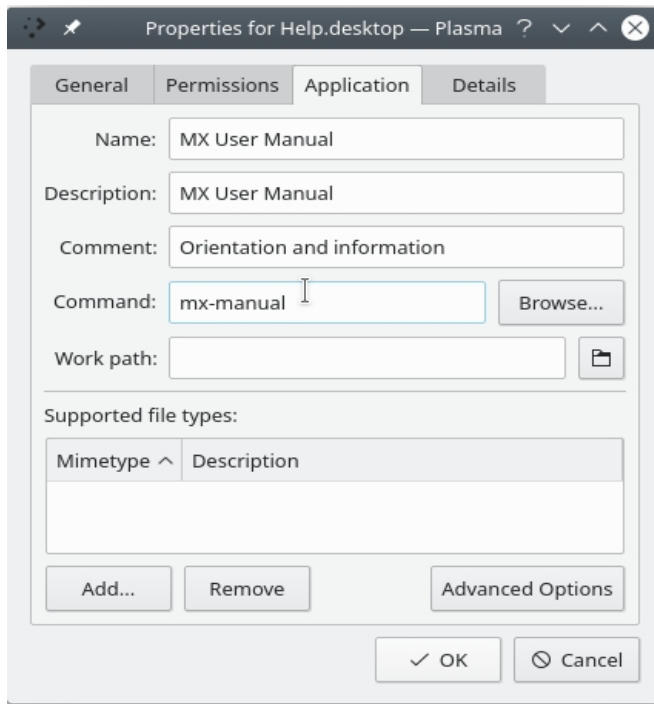 Properties for Help.desktop — Plasma ?
General Permissions Application Details
Name: MX User Manual
Description: MX User Manual
Comment: Orientation and information
Command: mx-manual Browse...
Work path:
Supported file types:
Mimetype Description
Add... Remove Advanced Options
OK Cancel